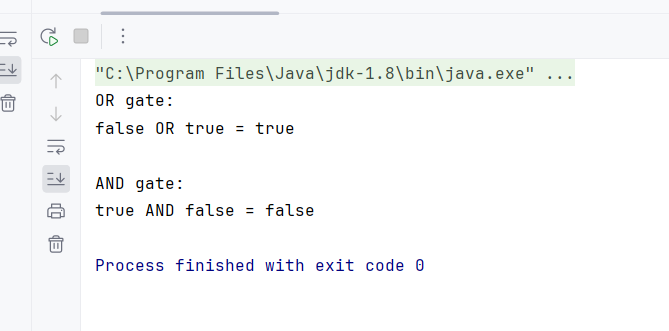 "C:\Program Files\Java\jdk-1.8\bin\java.exe" ...
OR gate:
false OR true = true
AND gate:
true AND false = false
Process finished with exit code 0